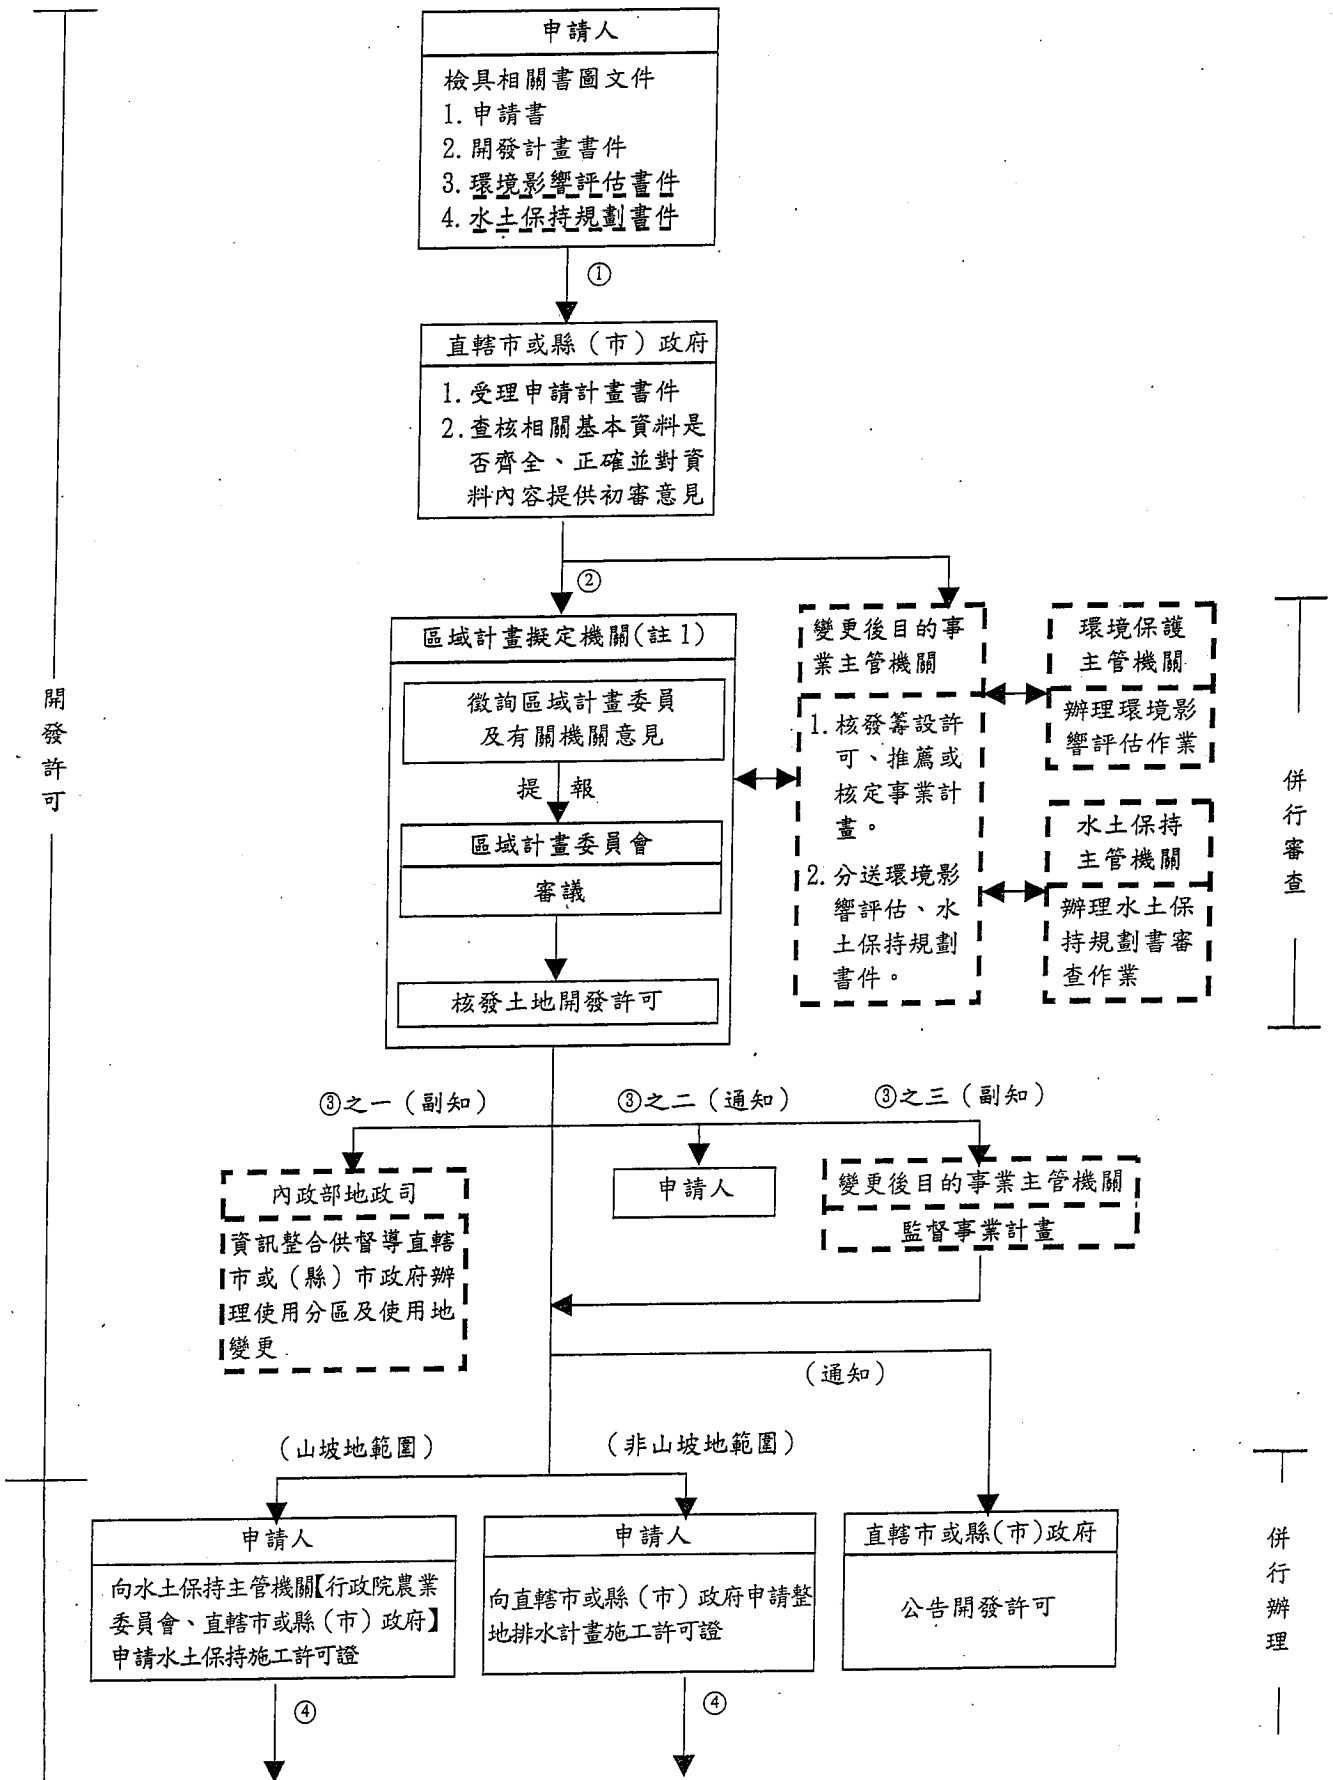 申請人
檢具相關書圖文件
1.申請書
2.開發計畫書件
3.環境影響評估書件
4.水土保持規劃書件
①
直轄市或縣（市）政府
1.受理申請計畫書件
2.查核相關基本資料是
否齊全、正確並對資
料內容提供初審意見
②
區域計畫擬定機關(註1)
徵詢區域計畫委員
及有關機關意見
提報
區域計畫委員會
審議
核發土地開發許可
變更後目的事
業主管機關
1.核發籌設許
可、推薦或
核定事業計
畫。
2.分送環境影
響評估、水
土保持規劃
書件。
環境保護
主管機關
辦理環境影
響評估作業
水土保持
主管機關
辦理水土保
持規劃書審
查作業
開發許可
併行審查
③之一（副知）
③之二（通知）
③之三（副知）
內政部地政司
資訊整合供督導直轄
市或（縣）市政府辦
理使用分區及使用地
變更
申請人
變更後目的事業主管機關
監督事業計畫
（通知）
（山坡地範圍）
（非山坡地範圍）
申請人
向水土保持主管機關【行政院農業
委員會、直轄市或縣（市）政府】
申請水土保持施工許可證
④
申請人
向直轄市或縣（市）政府申請整
地排水計畫施工許可證
④
直轄市或縣(市)政府
公告開發許可
併行辦理